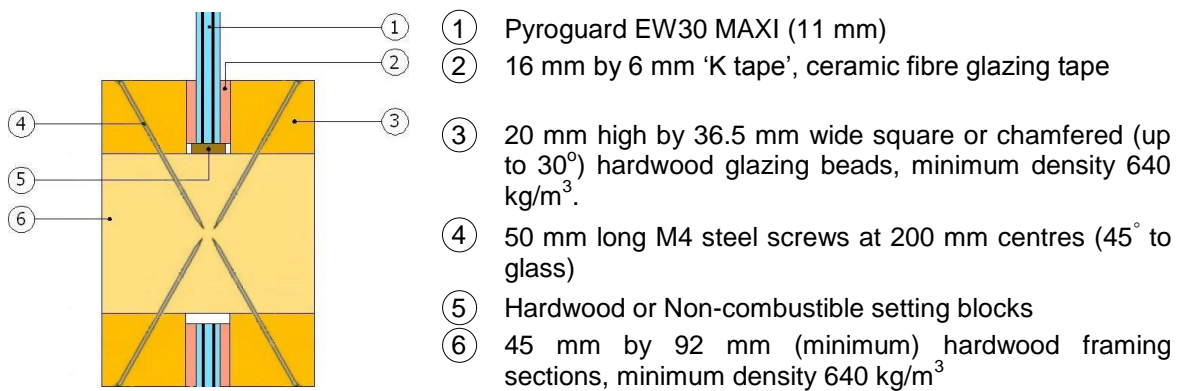 1
2
4
3
5
6
1 Pyroguard EW30 MAXI (11 mm)
2 16 mm by 6 mm ‘K tape’, ceramic fibre glazing tape
3 20 mm high by 36.5 mm wide square or chamfered (up
to 30°) hardwood glazing beads, minimum density 640
kg/m³.
4 50 mm long M4 steel screws at 200 mm centres (45° to
glass)
5 Hardwood or Non-combustible setting blocks
6 45 mm by 92 mm (minimum) hardwood framing
sections, minimum density 640 kg/m³